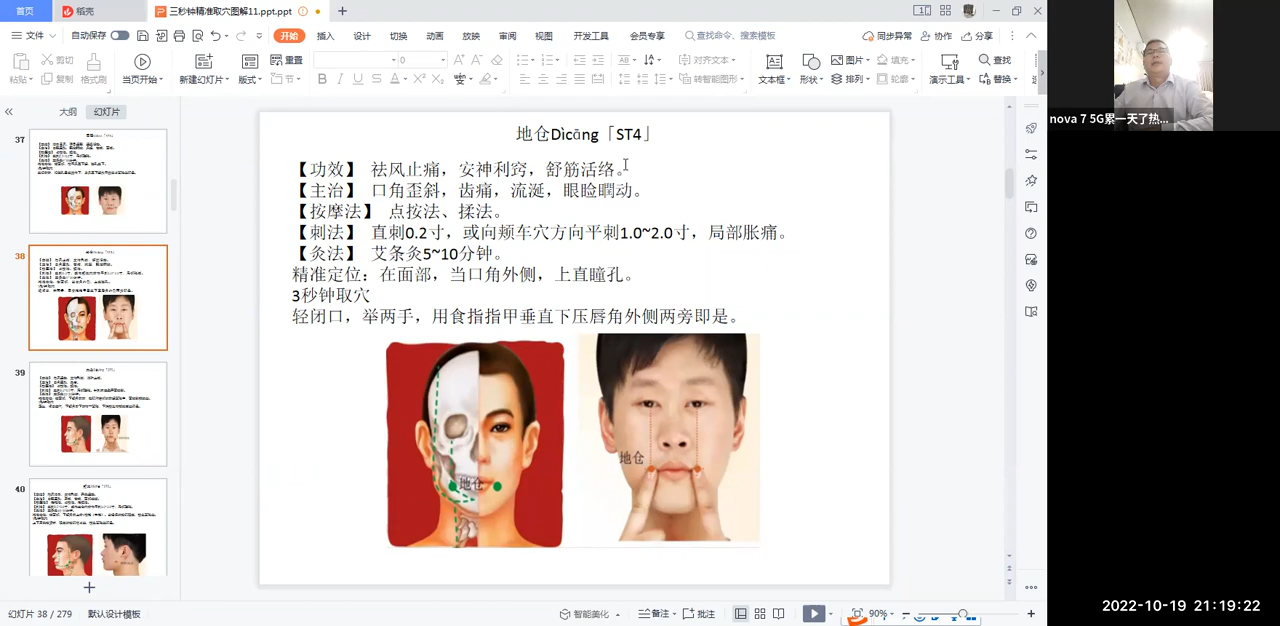 首页
稻壳
三秒钟精准取穴图解11.ppt.ppt
文件
自动保存
开始
插入
设计
切换
动画
放映
审阅
视图
开发工具
会员专享
查找命令、搜索模板
同步异常
协作
分享
粘贴
剪切
复制
格式刷
当页开始
新建幻灯片
版式
重置
节
0
B I U S A X² X₂
对齐文本
转智能图形
文本框
形状
图片
排列
填充
轮廓
演示工具
查找
替换
大纲
幻灯片
37
38
39
40
地仓Dìcāng「ST4」
【功效】 祛风止痛，安神利窍，舒筋活络。
【主治】 口角歪斜，齿痛，流涎，眼睑瞤动。
【按摩法】 点按法、揉法。
【刺法】 直刺0.2寸，或向颊车穴方向平刺1.0~2.0寸，局部胀痛。
【灸法】 艾条灸5~10分钟。
精准定位：在面部，当口角外侧，上直瞳孔。
3秒钟取穴
轻闭口，举两手，用食指指甲垂直下压唇角外侧两旁即是。
地仓
地仓
幻灯片 38 / 279
默认设计模板
智能美化
备注
批注
90%
nova 7 5G累一天了热...
2022-10-19 21:19:22